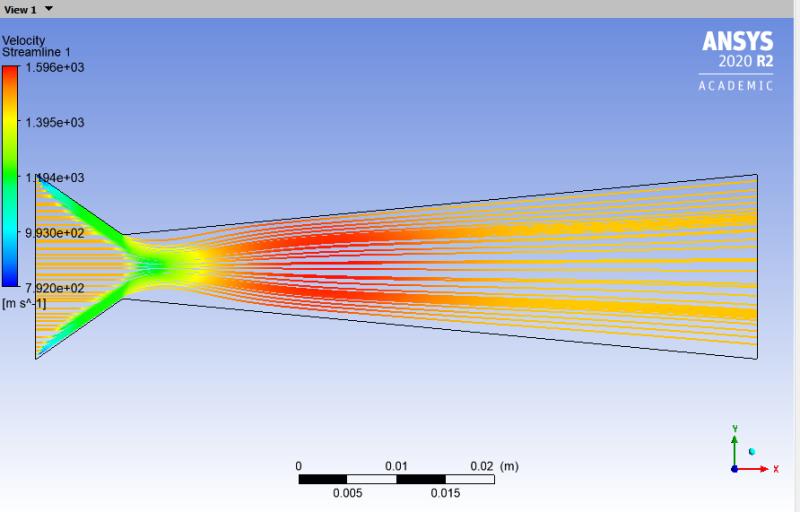 View 1
ANSYS
2020 R2
ACADEMIC
Velocity
Streamline 1
1.596e+03
1.395e+03
1.194e+03
9.930e+02
7.920e+02
[m s^-1]
0 0.01 0.02 (m)
0.005 0.015
Y
X